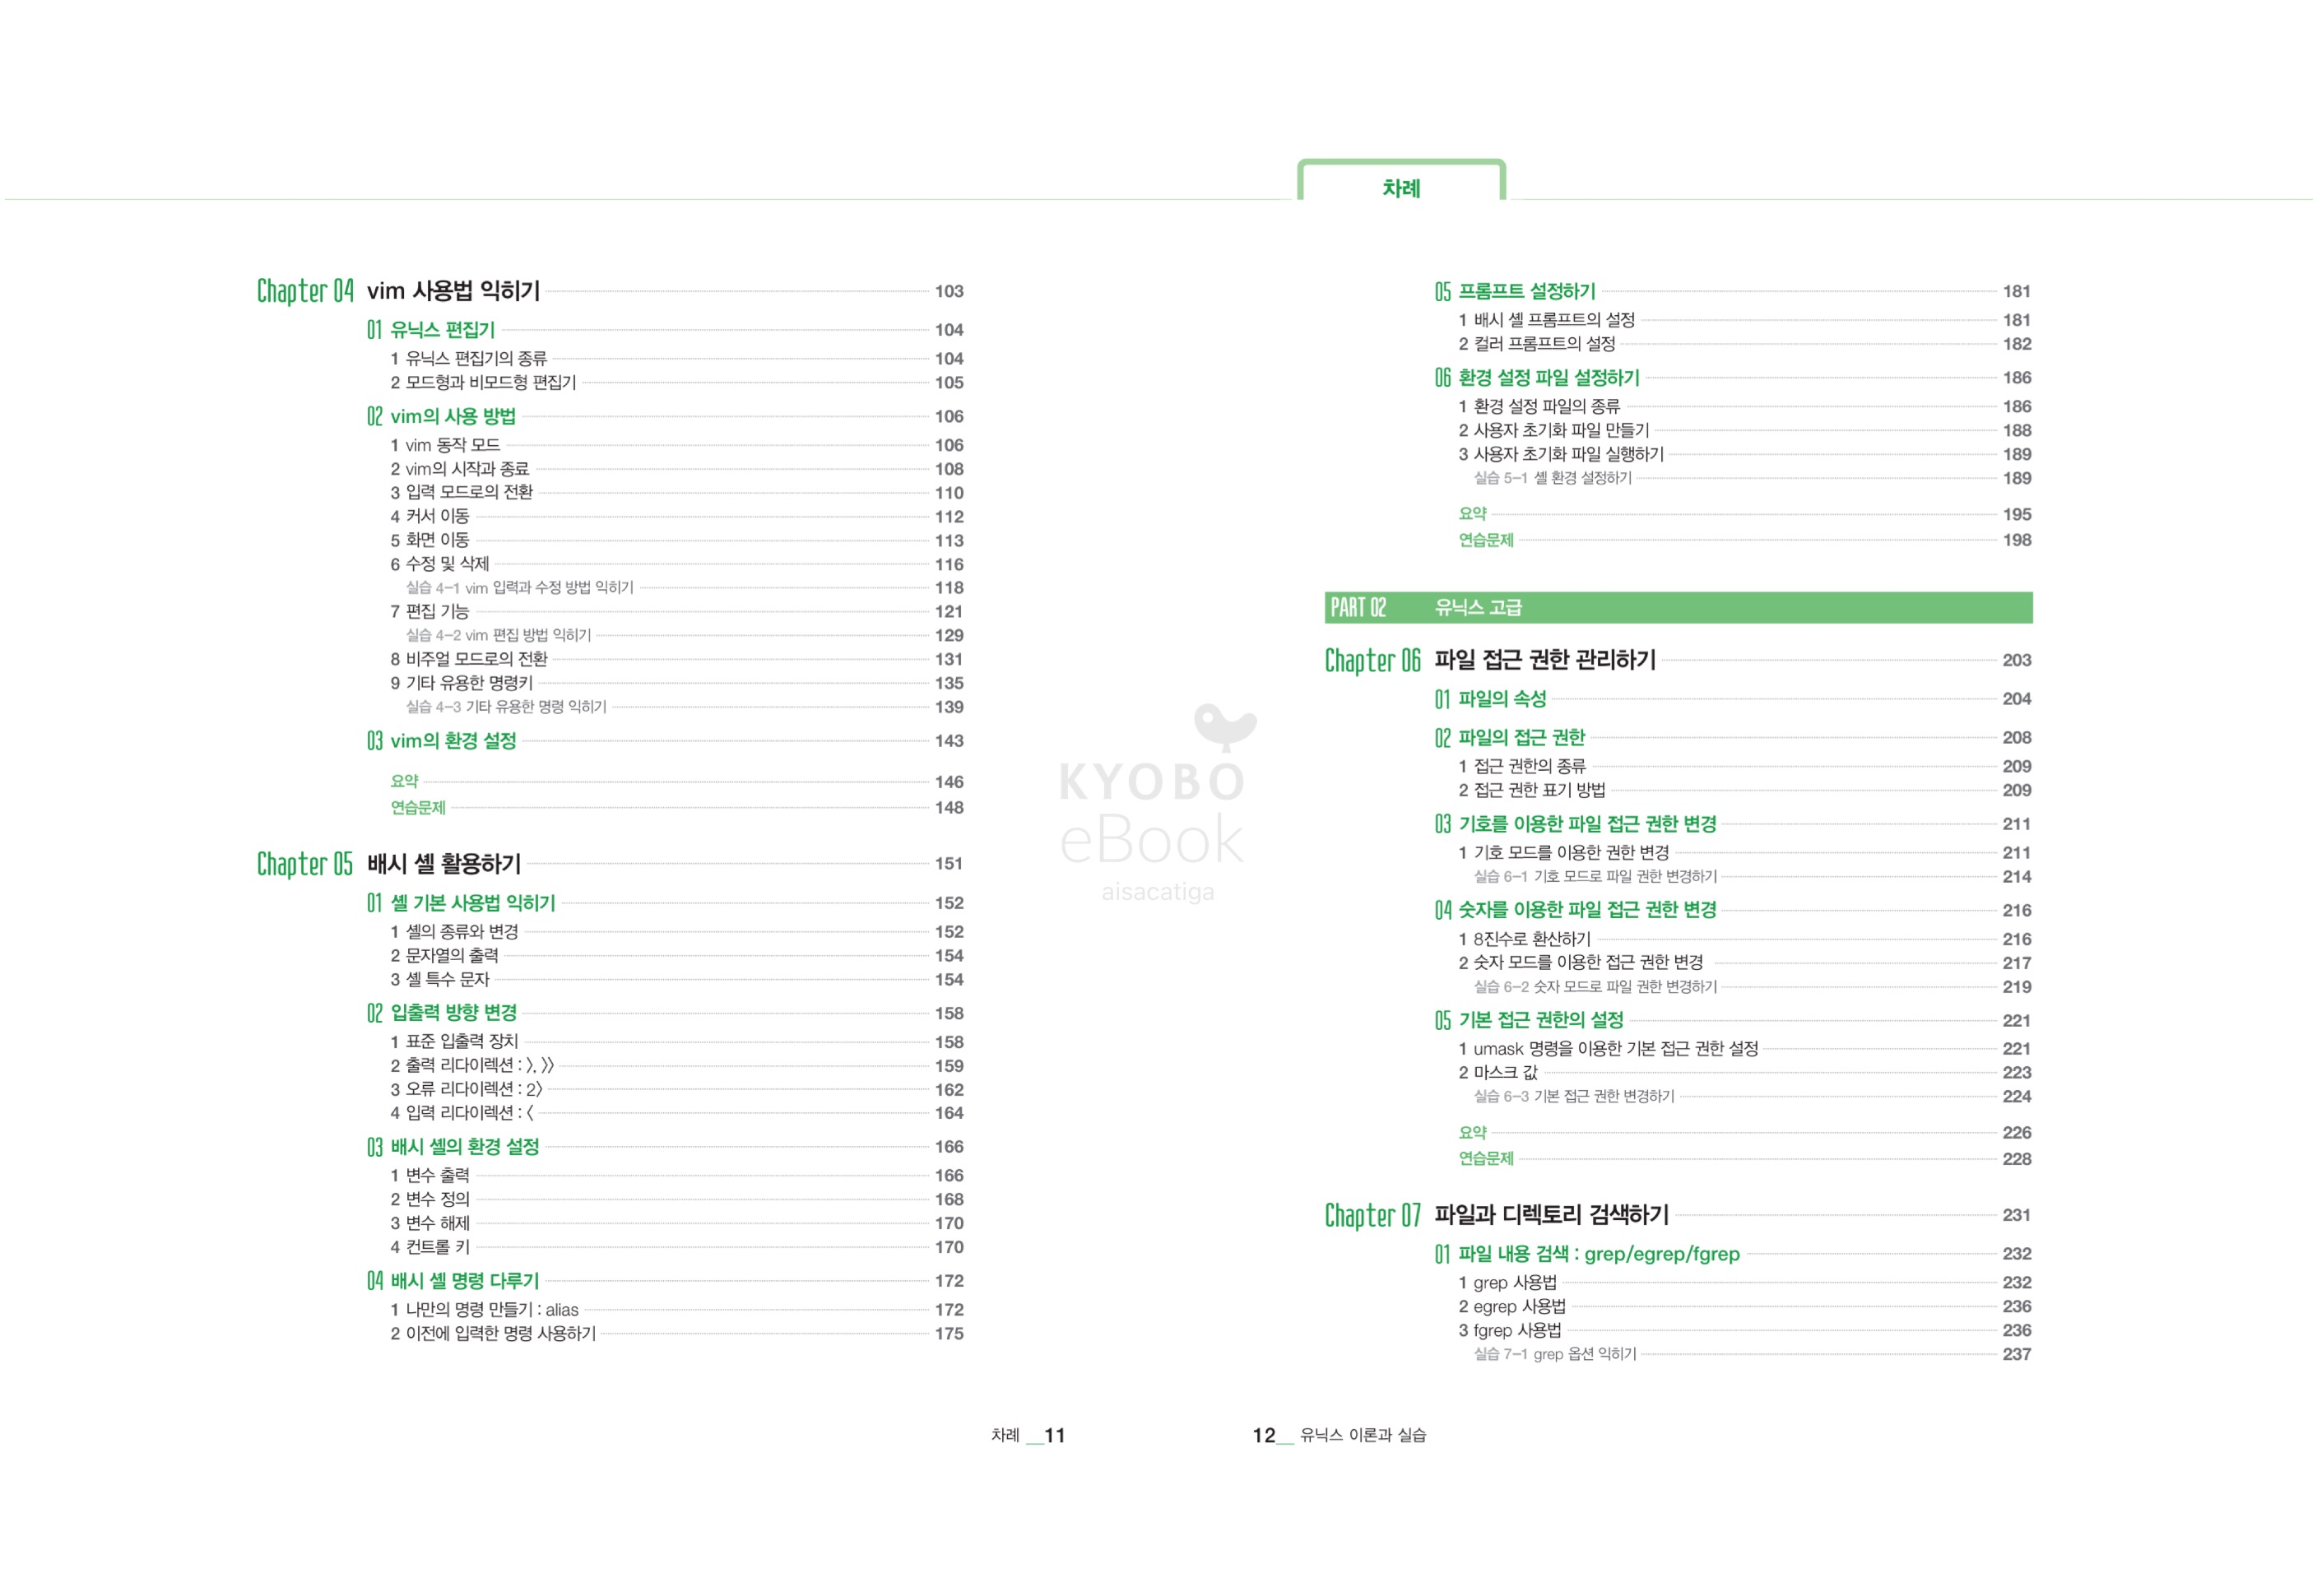 차례
Chapter 04 vim 사용법 익히기 103
01 유닉스 편집기 104
1 유닉스 편집기의 종류 104
2 모드형과 비모드형 편집기 105
02 vim의 사용 방법 106
1 vim 동작 모드 106
2 vim의 시작과 종료 108
3 입력 모드로의 전환 110
4 커서 이동 112
5 화면 이동 113
6 수정 및 삭제 116
실습 4-1 vim 입력과 수정 방법 익히기 118
7 편집 기능 121
실습 4-2 vim 편집 방법 익히기 129
8 비주얼 모드로의 전환 131
9 기타 유용한 명령키 135
실습 4-3 기타 유용한 명령 익히기 139
03 vim의 환경 설정 143
요약 146
연습문제 148
Chapter 05 배시 셸 활용하기 151
01 셸 기본 사용법 익히기 152
1 셸의 종류와 변경 152
2 문자열의 출력 154
3 셸 특수 문자 154
02 입출력 방향 변경 158
1 표준 입출력 장치 158
2 출력 리다이렉션 : 〉, 》 159
3 오류 리다이렉션 : 2〉 162
4 입력 리다이렉션 : 〈 164
03 배시 셸의 환경 설정 166
1 변수 출력 166
2 변수 정의 168
3 변수 해제 170
4 컨트롤 키 170
04 배시 셸 명령 다루기 172
1 나만의 명령 만들기 : alias 172
2 이전에 입력한 명령 사용하기 175
차례 __11
05 프롬프트 설정하기 181
1 배시 셸 프롬프트의 설정 181
2 컬러 프롬프트의 설정 182
06 환경 설정 파일 설정하기 186
1 환경 설정 파일의 종류 186
2 사용자 초기화 파일 만들기 188
3 사용자 초기화 파일 실행하기 189
실습 5-1 셸 환경 설정하기 189
요약 195
연습문제 198
PART 02 유닉스 고급
Chapter 06 파일 접근 권한 관리하기 203
01 파일의 속성 204
02 파일의 접근 권한 208
1 접근 권한의 종류 209
2 접근 권한 표기 방법 209
03 기호를 이용한 파일 접근 권한 변경 211
1 기호 모드를 이용한 권한 변경 211
실습 6-1 기호 모드로 파일 권한 변경하기 214
04 숫자를 이용한 파일 접근 권한 변경 216
1 8진수로 환산하기 216
2 숫자 모드를 이용한 접근 권한 변경 217
실습 6-2 숫자 모드로 파일 권한 변경하기 219
05 기본 접근 권한의 설정 221
1 umask 명령을 이용한 기본 접근 권한 설정 221
2 마스크 값 223
실습 6-3 기본 접근 권한 변경하기 224
요약 226
연습문제 228
Chapter 07 파일과 디렉토리 검색하기 231
01 파일 내용 검색 : grep/egrep/fgrep 232
1 grep 사용법 232
2 egrep 사용법 236
3 fgrep 사용법 236
실습 7-1 grep 옵션 익히기 237
12__ 유닉스 이론과 실습
KYOBO
eBook
aisacatiga